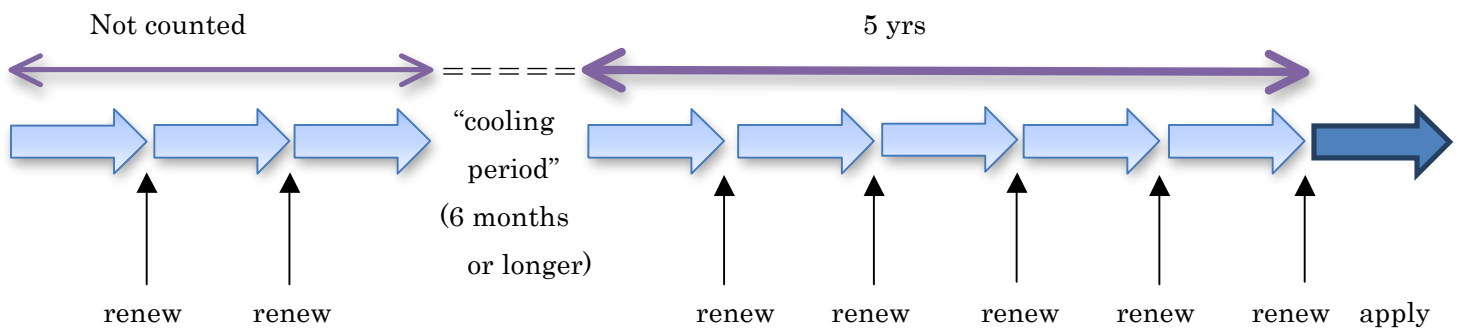 Not counted
5 yrs
=====
“cooling
period”
(6 months
or longer)
renew
renew
renew
renew
renew
renew
renew
apply